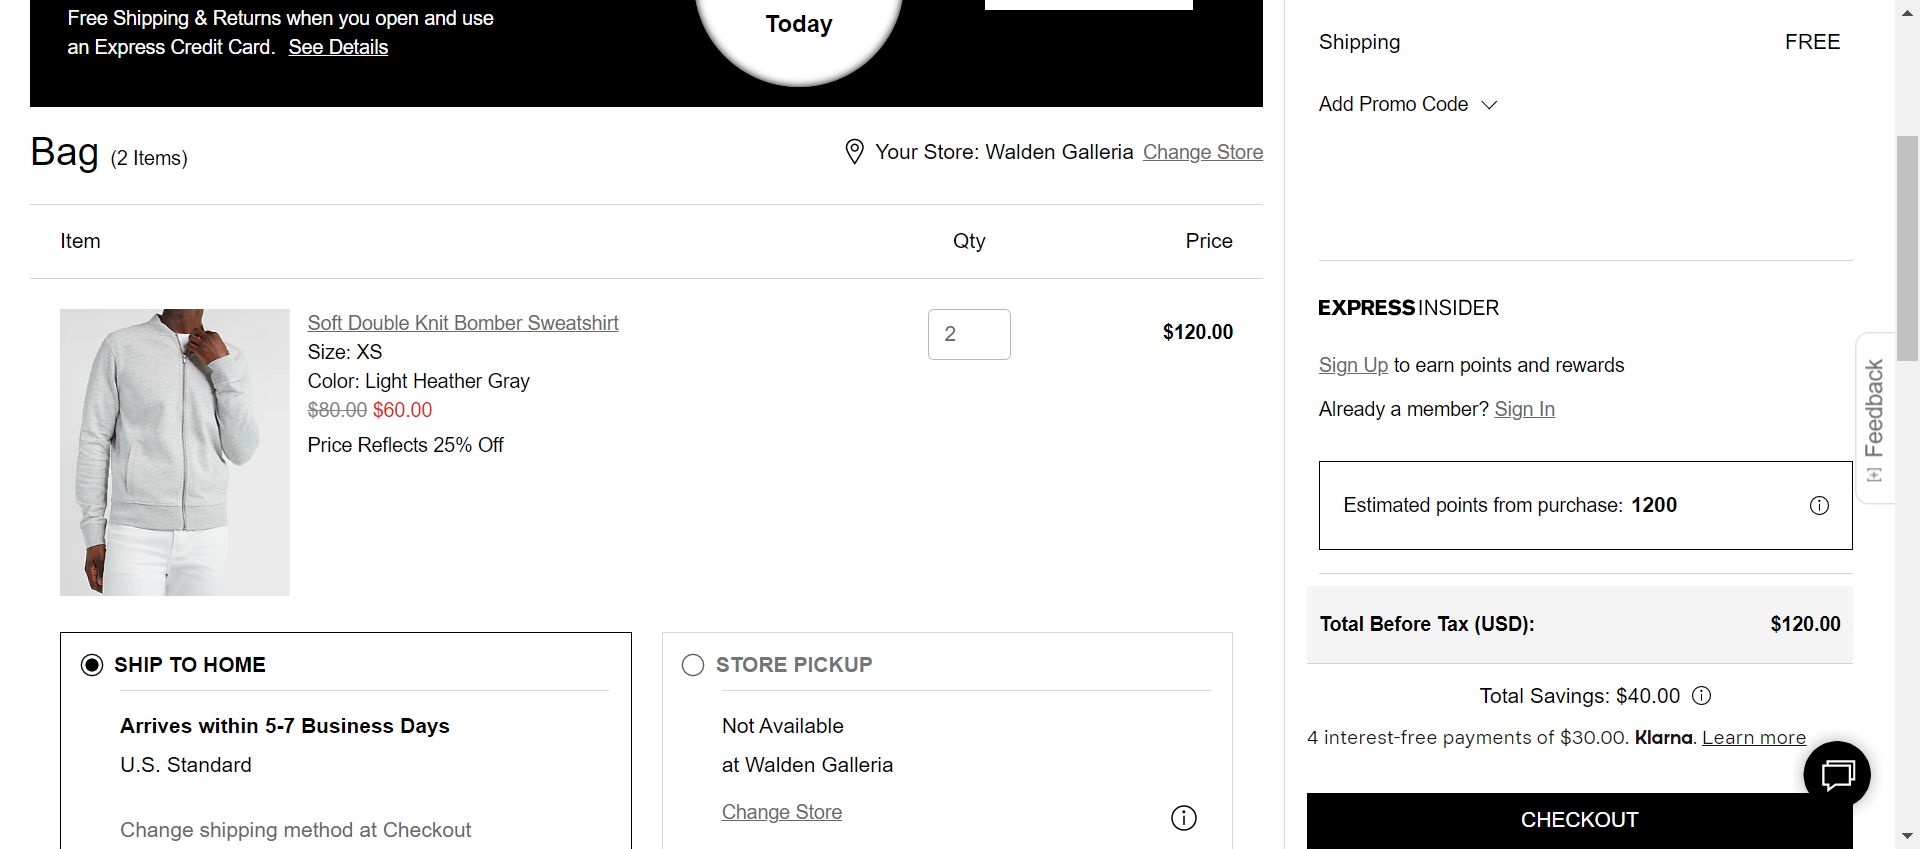 Free Shipping & Returns when you open and use
an Express Credit Card. See Details
Today
Bag (2 Items)
Your Store: Walden Galleria Change Store
Item Qty Price
Soft Double Knit Bomber Sweatshirt
Size: XS
Color: Light Heather Gray
$80.00 $60.00
Price Reflects 25% Off
2
$120.00
SHIP TO HOME
Arrives within 5-7 Business Days
U.S. Standard
Change shipping method at Checkout
STORE PICKUP
Not Available
at Walden Galleria
Change Store
Shipping FREE
Add Promo Code
EXPRESS INSIDER
Sign Up to earn points and rewards
Already a member? Sign In
Estimated points from purchase: 1200
Total Before Tax (USD): $120.00
Total Savings: $40.00
4 interest-free payments of $30.00. Klarna. Learn more
CHECKOUT
[+] Feedback